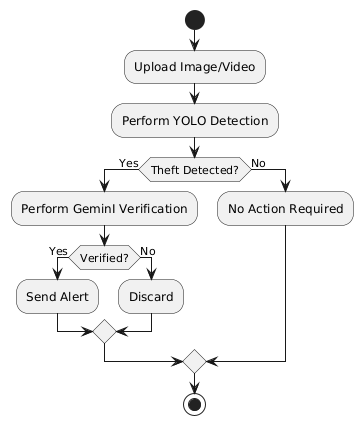 Upload Image/Video
Perform YOLO Detection
Yes
Theft Detected?
No
Perform GeminI Verification
No Action Required
Yes
Verified?
No
Send Alert
Discard